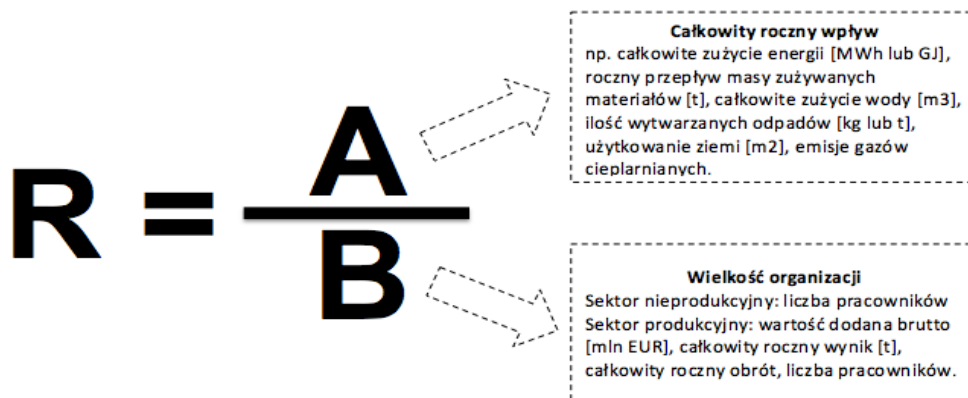 R =
A
B
Całkowity roczny wpływ
np. całkowite zużycie energii [MWh lub GJ],
roczny przepływ masy zużywanych
materiałów [t], całkowite zużycie wody [m3],
ilość wytwarzanych odpadów [kg lub t],
użytkowanie ziemi [m2], emisje gazów
cieplarnianych.
Wielkość organizacji
Sektor nieprodukcyjny: liczba pracowników
Sektor produkcyjny: wartość dodana brutto
[mln EUR], całkowity roczny wynik [t],
całkowity roczny obrót, liczba pracowników.